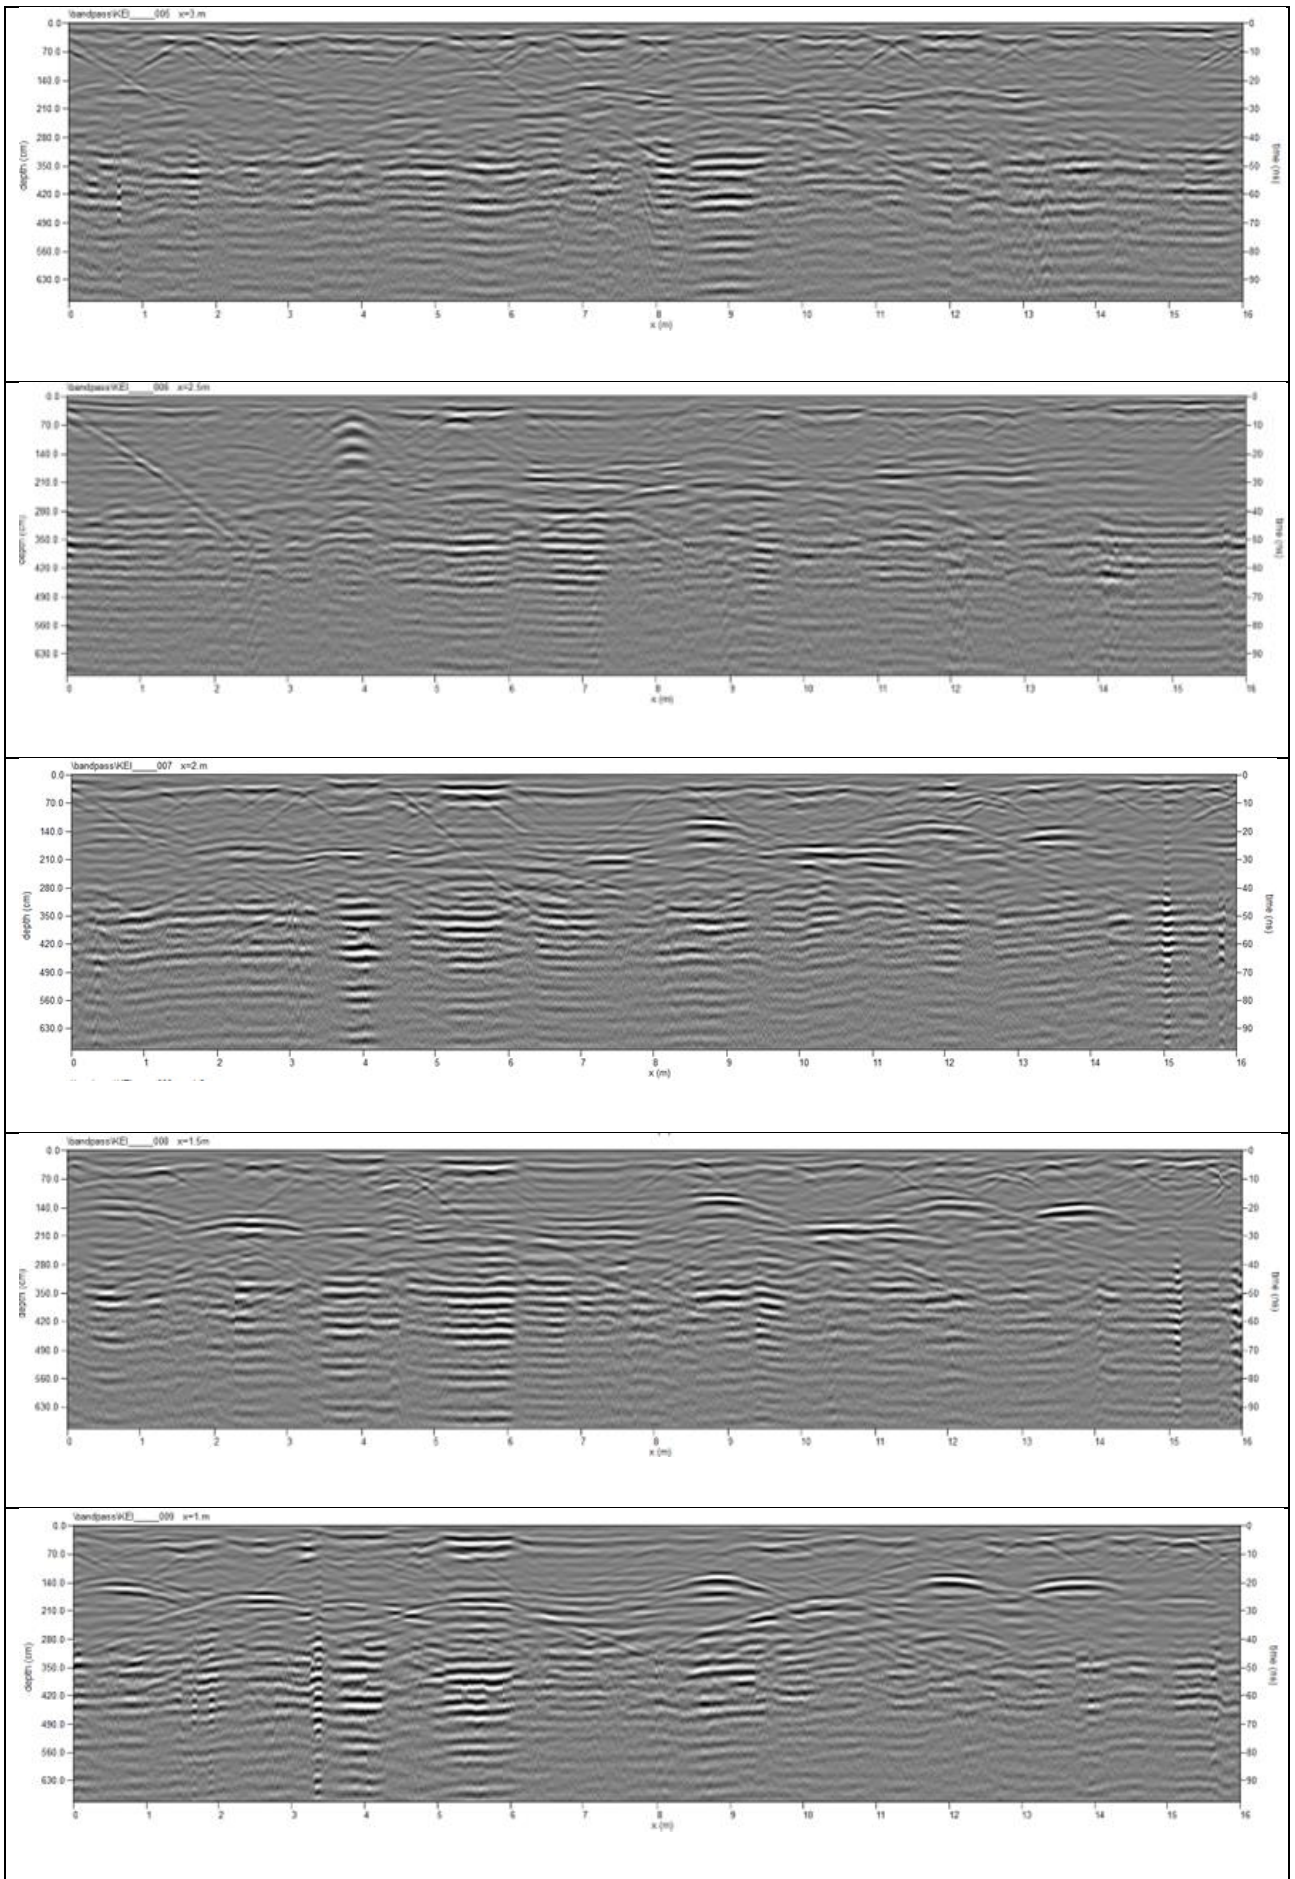 \bandpass\KEI____005 x=3.m
0.0 0
70.0 10
140.0 20
210.0 30
280.0 40
350.0 50
420.0 60
490.0 70
560.0 80
630.0 90
depth (cm)
time (ns)
0 1 2 3 4 5 6 7 8 9 10 11 12 13 14 15 16
x (m)
\bandpass\KEI____006 x=2.5m
0.0 0
70.0 10
140.0 20
210.0 30
280.0 40
350.0 50
420.0 60
490.0 70
560.0 80
630.0 90
depth (cm)
time (ns)
0 1 2 3 4 5 6 7 8 9 10 11 12 13 14 15 16
x (m)
\bandpass\KEI____007 x=2.m
0.0 0
70.0 10
140.0 20
210.0 30
280.0 40
350.0 50
420.0 60
490.0 70
560.0 80
630.0 90
depth (cm)
time (ns)
0 1 2 3 4 5 6 7 8 9 10 11 12 13 14 15 16
x (m)
\bandpass\KEI____008 x=1.5m
0.0 0
70.0 10
140.0 20
210.0 30
280.0 40
350.0 50
420.0 60
490.0 70
560.0 80
630.0 90
depth (cm)
time (ns)
0 1 2 3 4 5 6 7 8 9 10 11 12 13 14 15 16
x (m)
\bandpass\KEI____009 x=1.m
0.0 0
70.0 10
140.0 20
210.0 30
280.0 40
350.0 50
420.0 60
490.0 70
560.0 80
630.0 90
depth (cm)
time (ns)
0 1 2 3 4 5 6 7 8 9 10 11 12 13 14 15 16
x (m)